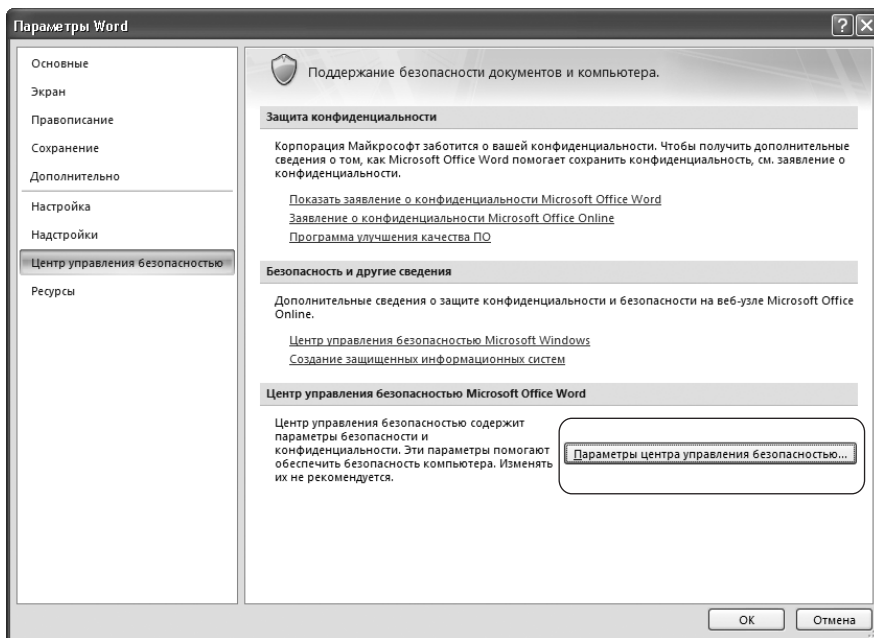 Параметры Word
Основные
Экран
Правописание
Сохранение
Дополнительно
Настройка
Надстройки
Центр управления безопасностью
Ресурсы
Поддержание безопасности документов и компьютера.
Защита конфиденциальности
Корпорация Майкрософт заботится о вашей конфиденциальности. Чтобы получить дополнительные
сведения о том, как Microsoft Office Word помогает сохранить конфиденциальность, см. заявление о
конфиденциальности.
Показать заявление о конфиденциальности Microsoft Office Word
Заявление о конфиденциальности Microsoft Office Online
Программа улучшения качества ПО
Безопасность и другие сведения
Дополнительные сведения о защите конфиденциальности и безопасности на веб-узле Microsoft Office
Online.
Центр управления безопасностью Microsoft Windows
Создание защищенных информационных систем
Центр управления безопасностью Microsoft Office Word
Центр управления безопасностью содержит
параметры безопасности и
конфиденциальности. Эти параметры помогают
обеспечить безопасность компьютера. Изменять
их не рекомендуется.
Параметры центра управления безопасностью...
ОК
Отмена